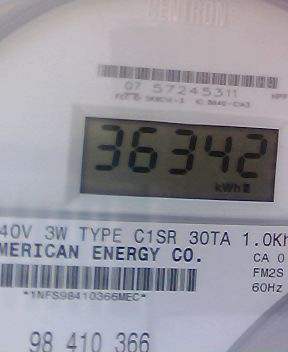 CENTRON
07 57245311
36342
kWh
40V 3W TYPE C1SR 30TA 1.0Kh
MERICAN ENERGY CO.
CA 0
FM2S
*1NFS98410366MEC*
60Hz
98 410 366